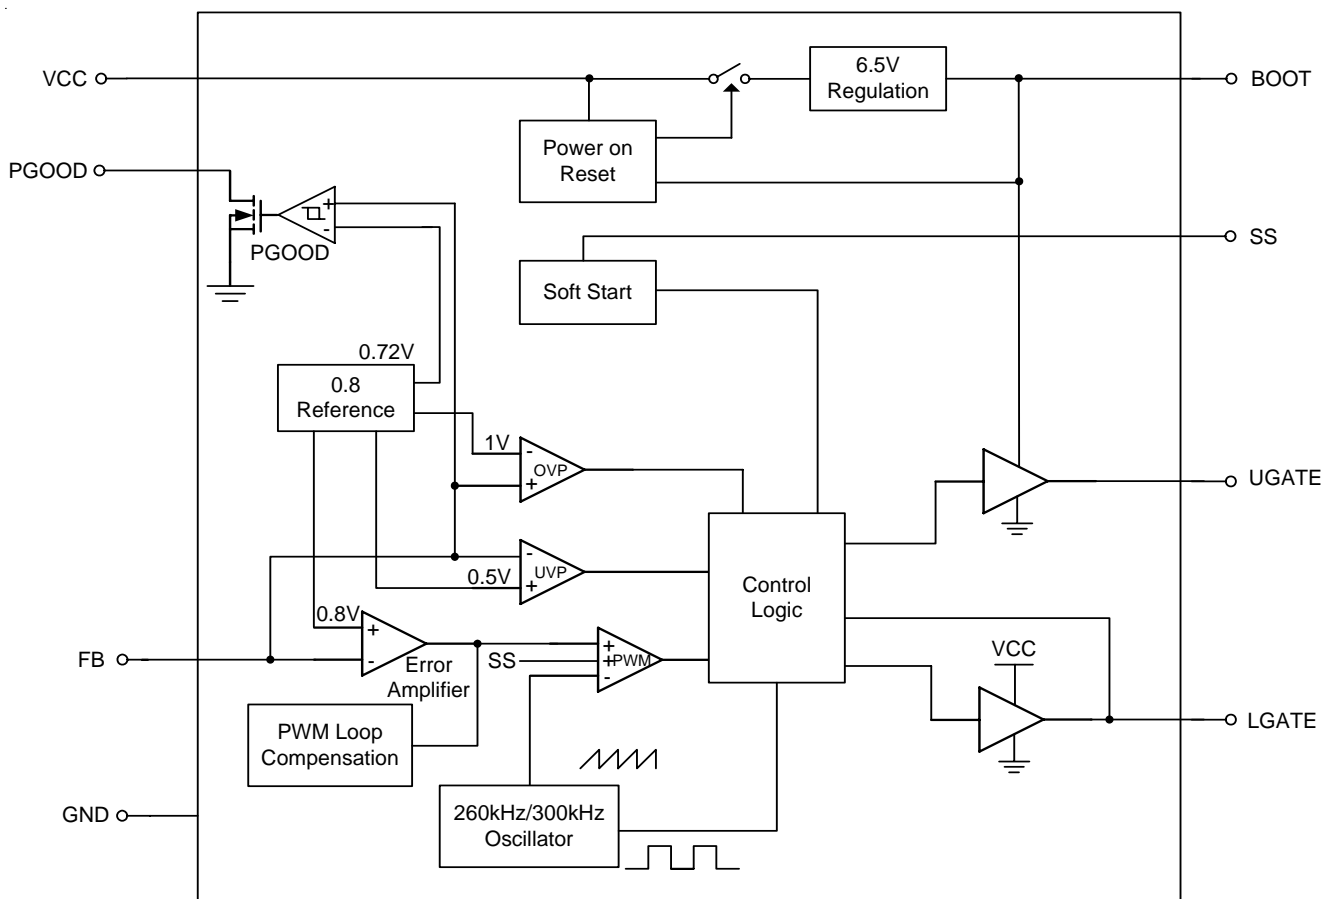 VCC
6.5V
Regulation
BOOT
Power on
Reset
PGOOD
+
-
PGOOD
SS
Soft Start
0.72V
0.8
Reference
1V
-
OVP
+
UGATE
-
UVP
0.5V
+
Control
Logic
0.8V
+
FB
-
Error
Amplifier
+
SS
+
PWM
-
VCC
LGATE
PWM Loop
Compensation
GND
260kHz/300kHz
Oscillator